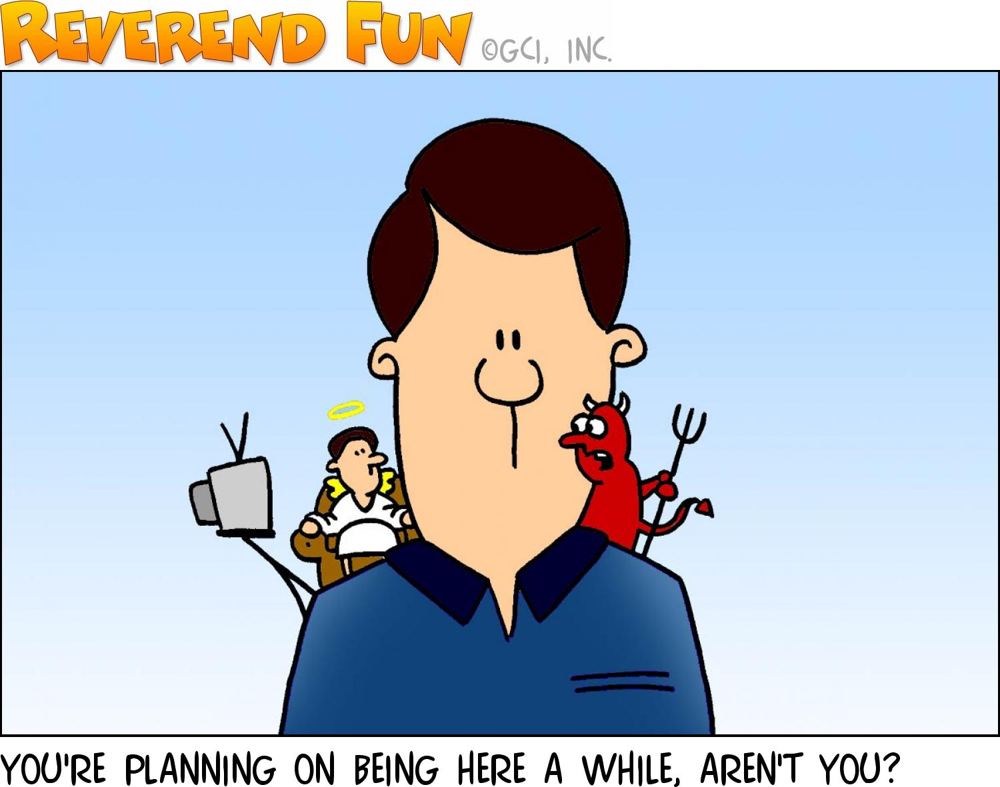 REVEREND FUN ©GCI, INC.
YOU'RE PLANNING ON BEING HERE A WHILE, AREN'T YOU?